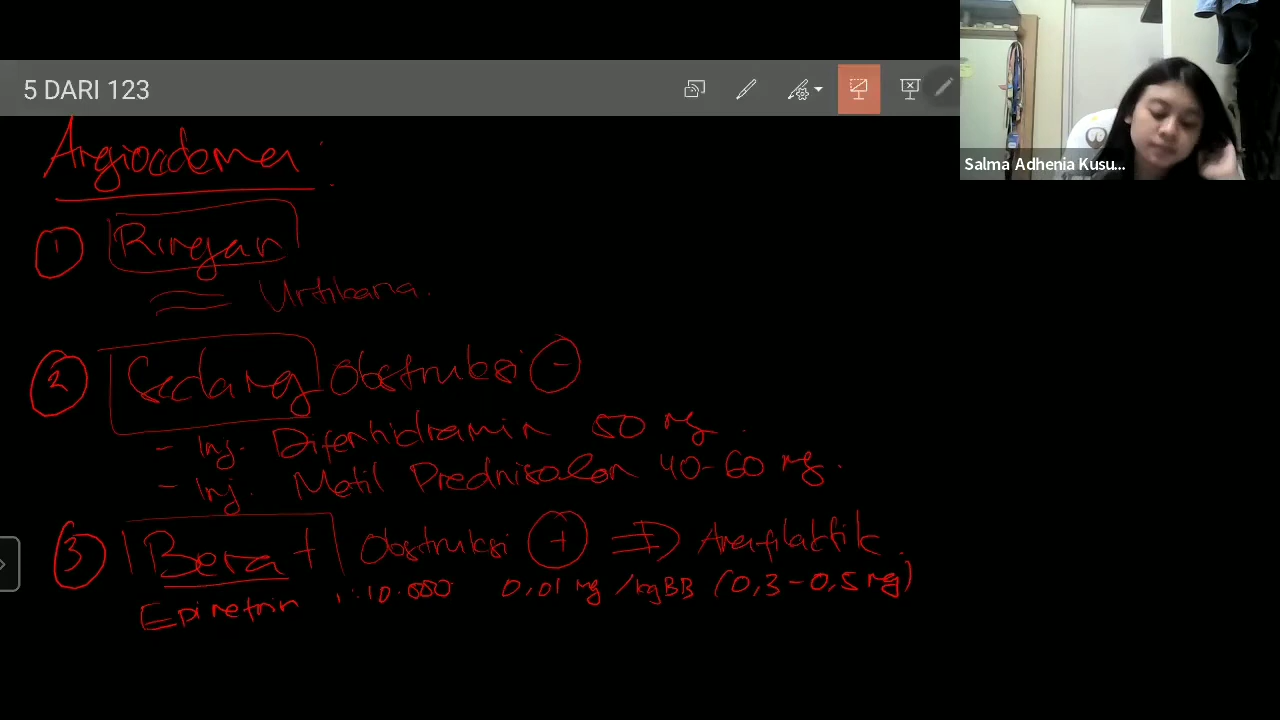 5 DARI 123
Salma Adhenia Kusu...
Angioedema :
1 Ringan
≈ Urtikaria.
2 Sedang Obstruksi (-)
- Inj. Difenhidramin 50 mg.
- Inj. Metil Prednisolon 40-60 mg.
3 Berat Obstruksi (+) ⇒ Anafilaktik.
Epinefrin 1:10.000 0,01 mg/kgBB (0,3-0,5 mg)